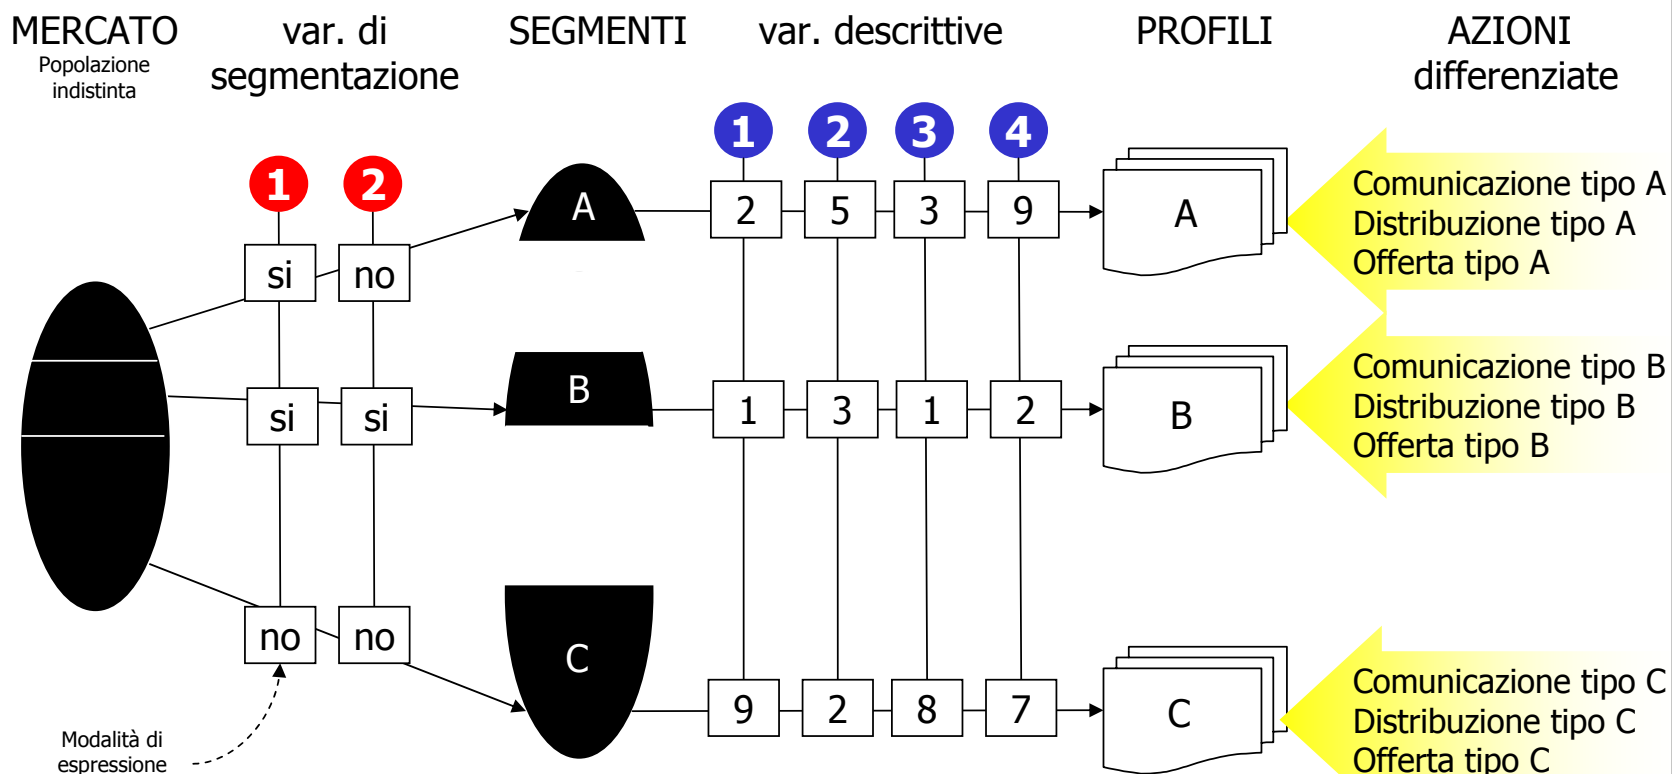 MERCATO
Popolazione
indistinta
var. di
segmentazione
SEGMENTI
var. descrittive
PROFILI
AZIONI
differenziate
1 2
1 2 3 4
si no
A
2 5 3 9
A
Comunicazione tipo A
Distribuzione tipo A
Offerta tipo A
si si
B
1 3 1 2
B
Comunicazione tipo B
Distribuzione tipo B
Offerta tipo B
no no
C
9 2 8 7
C
Comunicazione tipo C
Distribuzione tipo C
Offerta tipo C
Modalità di
espressione